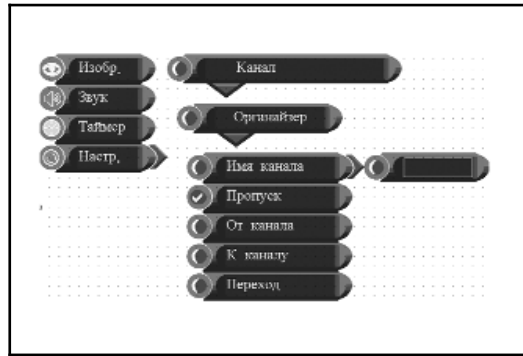 Изобр.
Звук
Таймер
Настр.
Канал
Органайзер
Имя канала
Пропуск
От канала
К каналу
Переход